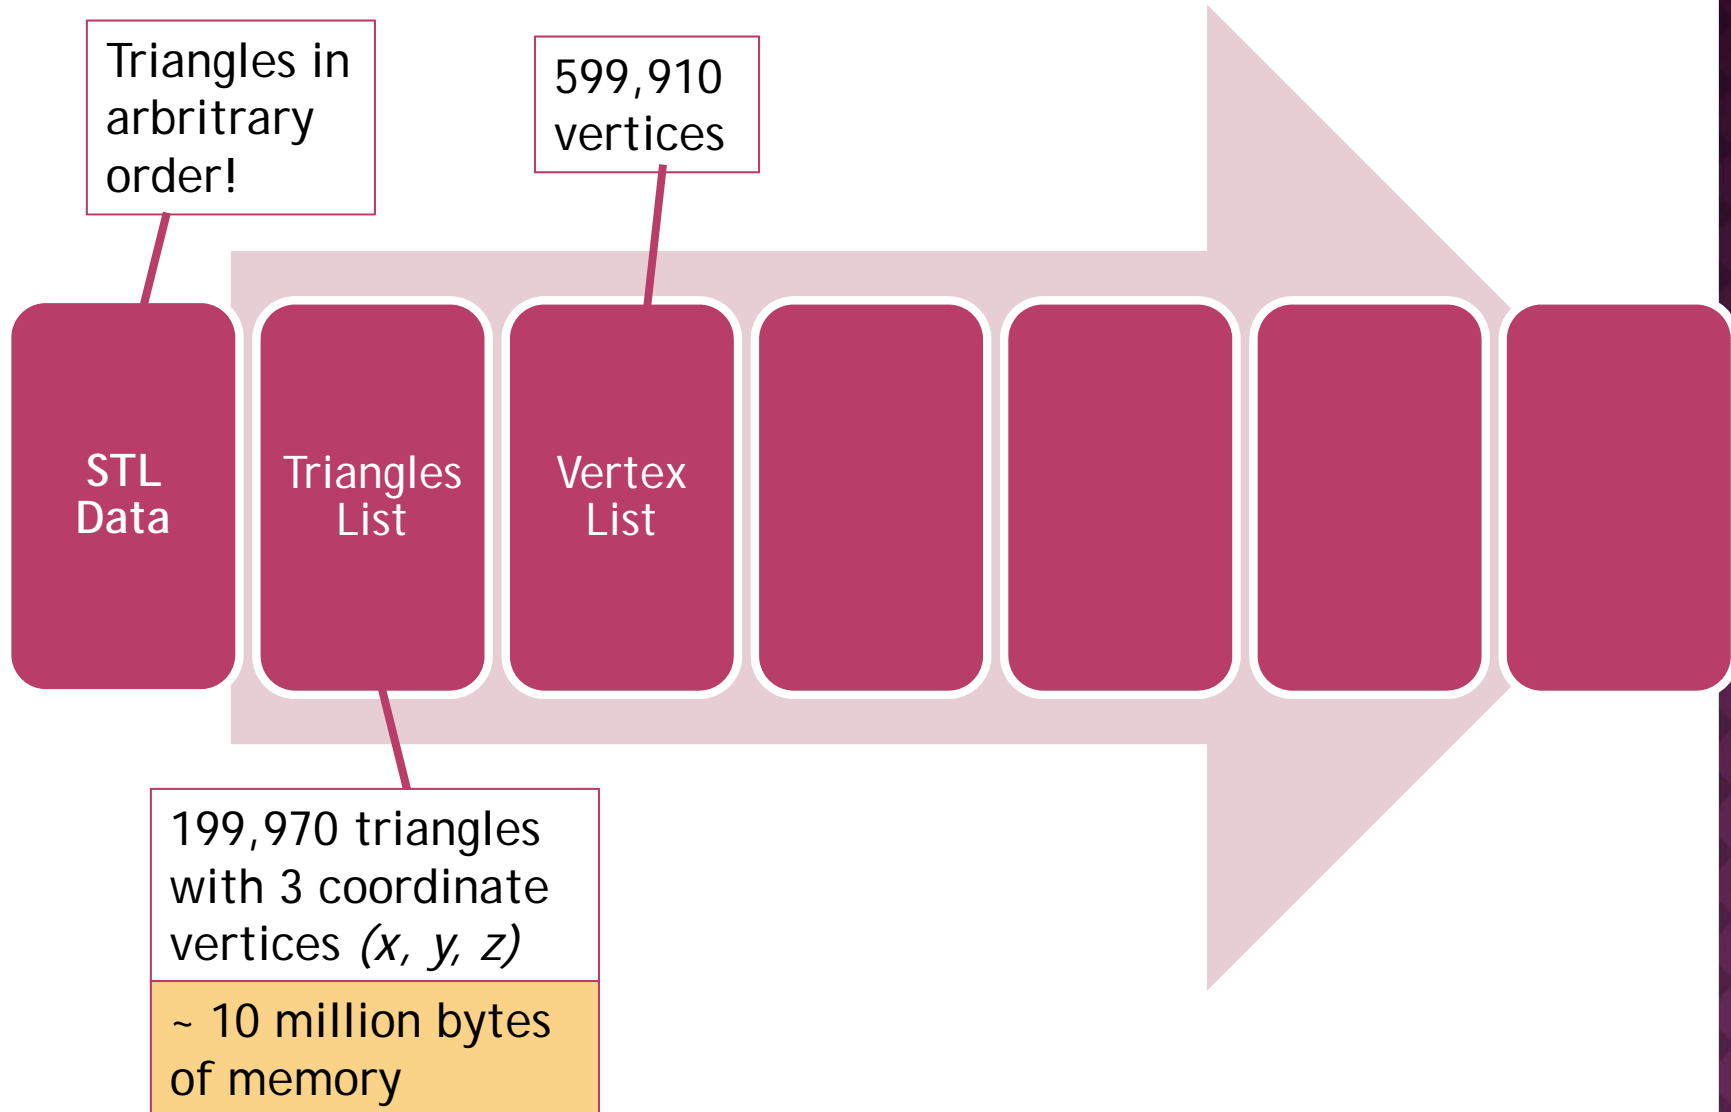 Triangles in
arbritrary
order!
599,910
vertices
STL
Data
Triangles
List
Vertex
List
199,970 triangles
with 3 coordinate
vertices (x, y, z)
~ 10 million bytes
of memory